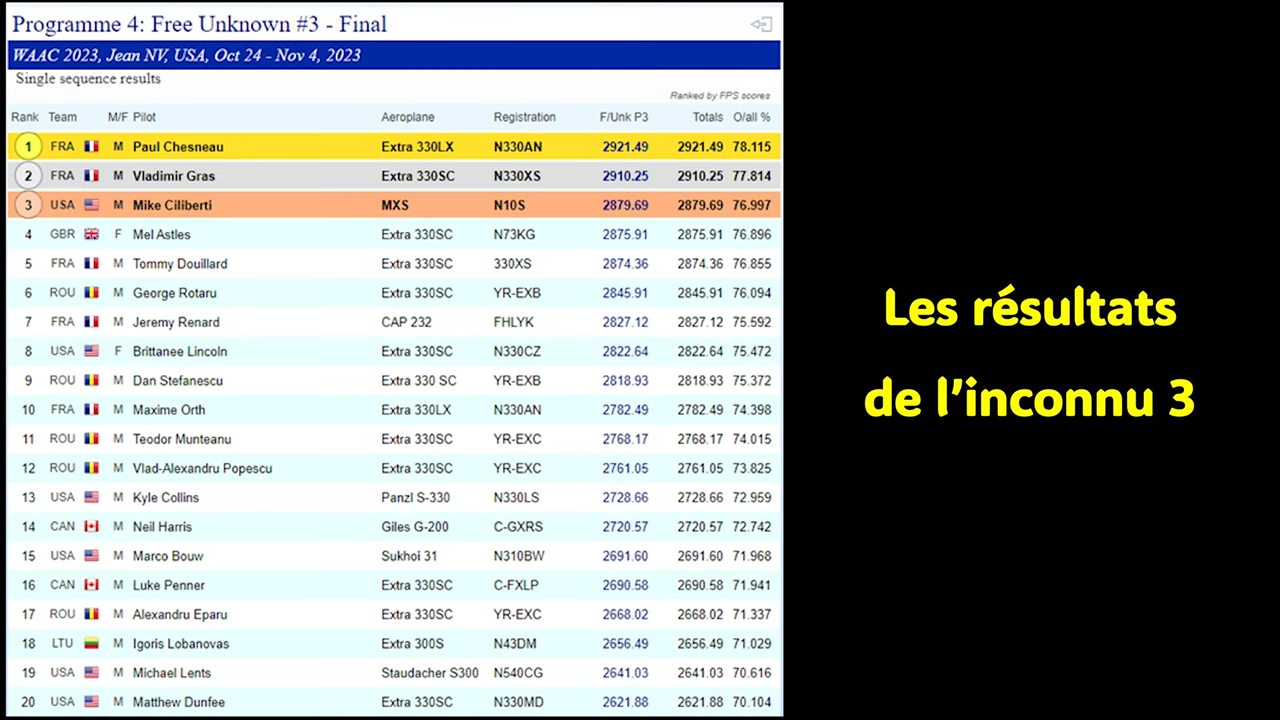 Programme 4: Free Unknown #3 - Final
WAAC 2023, Jean NV, USA, Oct 24 - Nov 4, 2023
Single sequence results
Ranked by FPS scores
Rank Team M/F Pilot Aeroplane Registration F/Unk P3 Totals O/all %
1 FRA M Paul Chesneau Extra 330LX N330AN 2921.49 2921.49 78.115
2 FRA M Vladimir Gras Extra 330SC N330XS 2910.25 2910.25 77.814
3 USA M Mike Ciliberti MXS N10S 2879.69 2879.69 76.997
4 GBR F Mel Astles Extra 330SC N73KG 2875.91 2875.91 76.896
5 FRA M Tommy Douillard Extra 330SC 330XS 2874.36 2874.36 76.855
6 ROU M George Rotaru Extra 330SC YR-EXB 2845.91 2845.91 76.094
7 FRA M Jeremy Renard CAP 232 FHLYK 2827.12 2827.12 75.592
8 USA F Brittanee Lincoln Extra 330SC N330CZ 2822.64 2822.64 75.472
9 ROU M Dan Stefanescu Extra 330 SC YR-EXB 2818.93 2818.93 75.372
10 FRA M Maxime Orth Extra 330LX N330AN 2782.49 2782.49 74.398
11 ROU M Teodor Munteanu Extra 330SC YR-EXC 2768.17 2768.17 74.015
12 ROU M Vlad-Alexandru Popescu Extra 330SC YR-EXC 2761.05 2761.05 73.825
13 USA M Kyle Collins Panzl S-330 N330LS 2728.66 2728.66 72.959
14 CAN M Neil Harris Giles G-200 C-GXRS 2720.57 2720.57 72.742
15 USA M Marco Bouw Sukhoi 31 N310BW 2691.60 2691.60 71.968
16 CAN M Luke Penner Extra 330SC C-FXLP 2690.58 2690.58 71.941
17 ROU M Alexandru Eparu Extra 330SC YR-EXC 2668.02 2668.02 71.337
18 LTU M Igoris Lobanovas Extra 300S N43DM 2656.49 2656.49 71.029
19 USA M Michael Lents Staudacher S300 N540CG 2641.03 2641.03 70.616
20 USA M Matthew Dunfee Extra 330SC N330MD 2621.88 2621.88 70.104
Les résultats
de l'inconnu 3